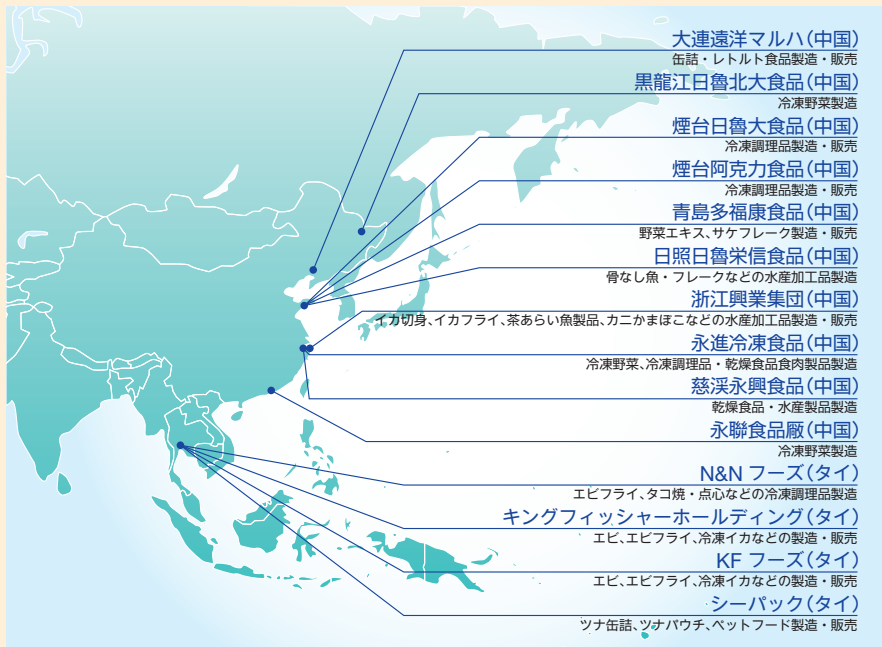 大連遠洋マルハ(中国)
缶詰・レトルト食品製造・販売
黒龍江日魯北大食品(中国)
冷凍野菜製造
煙台日魯大食品(中国)
冷凍調理品製造・販売
煙台阿克力食品(中国)
冷凍調理品製造・販売
青島多福康食品(中国)
野菜エキス、サケフレーク製造・販売
日照日魯栄信食品(中国)
骨なし魚・フレークなどの水産加工品製造
浙江興業集団(中国)
イカ切身、イカフライ、茶あらい魚製品、カニかまぼこなどの水産加工品製造・販売
永進冷凍食品(中国)
冷凍野菜、冷凍調理品・乾燥食品食肉製品製造
慈渓永興食品(中国)
乾燥食品・水産製品製造
永聯食品厰(中国)
冷凍野菜製造
N&N フーズ(タイ)
エビフライ、タコ焼・点心などの冷凍調理品製造
キングフィッシャーホールディング(タイ)
エビ、エビフライ、冷凍イカなどの製造・販売
KF フーズ(タイ)
エビ、エビフライ、冷凍イカなどの製造・販売
シーパック(タイ)
ツナ缶詰、ツナパウチ、ペットフード製造・販売